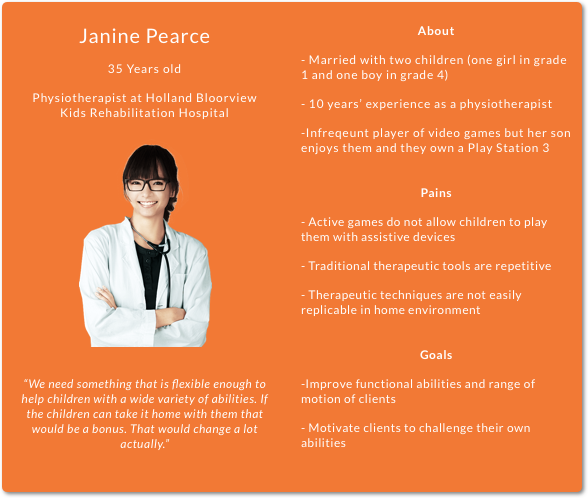 Janine Pearce
35 Years old
Physiotherapist at Holland Bloorview
Kids Rehabilitation Hospital
“We need something that is flexible enough to
help children with a wide variety of abilities. If
the children can take it home with them that
would be a bonus. That would change a lot
actually.”
About
- Married with two children (one girl in grade
1 and one boy in grade 4)
- 10 years’ experience as a physiotherapist
-Infreqeunt player of video games but her son
enjoys them and they own a Play Station 3
Pains
- Active games do not allow children to play
them with assistive devices
- Traditional therapeutic tools are repetitive
- Therapeutic techniques are not easily
replicable in home environment
Goals
-Improve functional abilities and range of
motion of clients
- Motivate clients to challenge their own
abilities